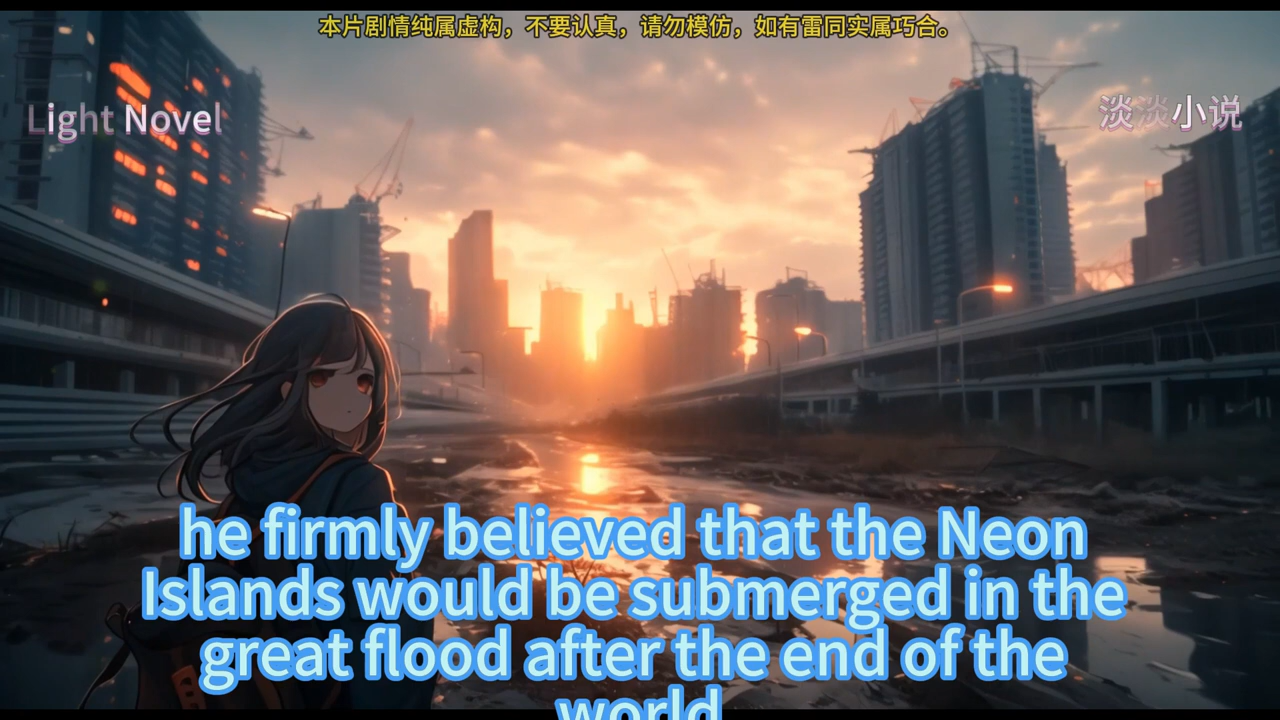 本片剧情纯属虚构，不要认真，请勿模仿，如有雷同实属巧合。
Light Novel
淡淡小说
he firmly believed that the Neon
Islands would be submerged in the
great flood after the end of the
world